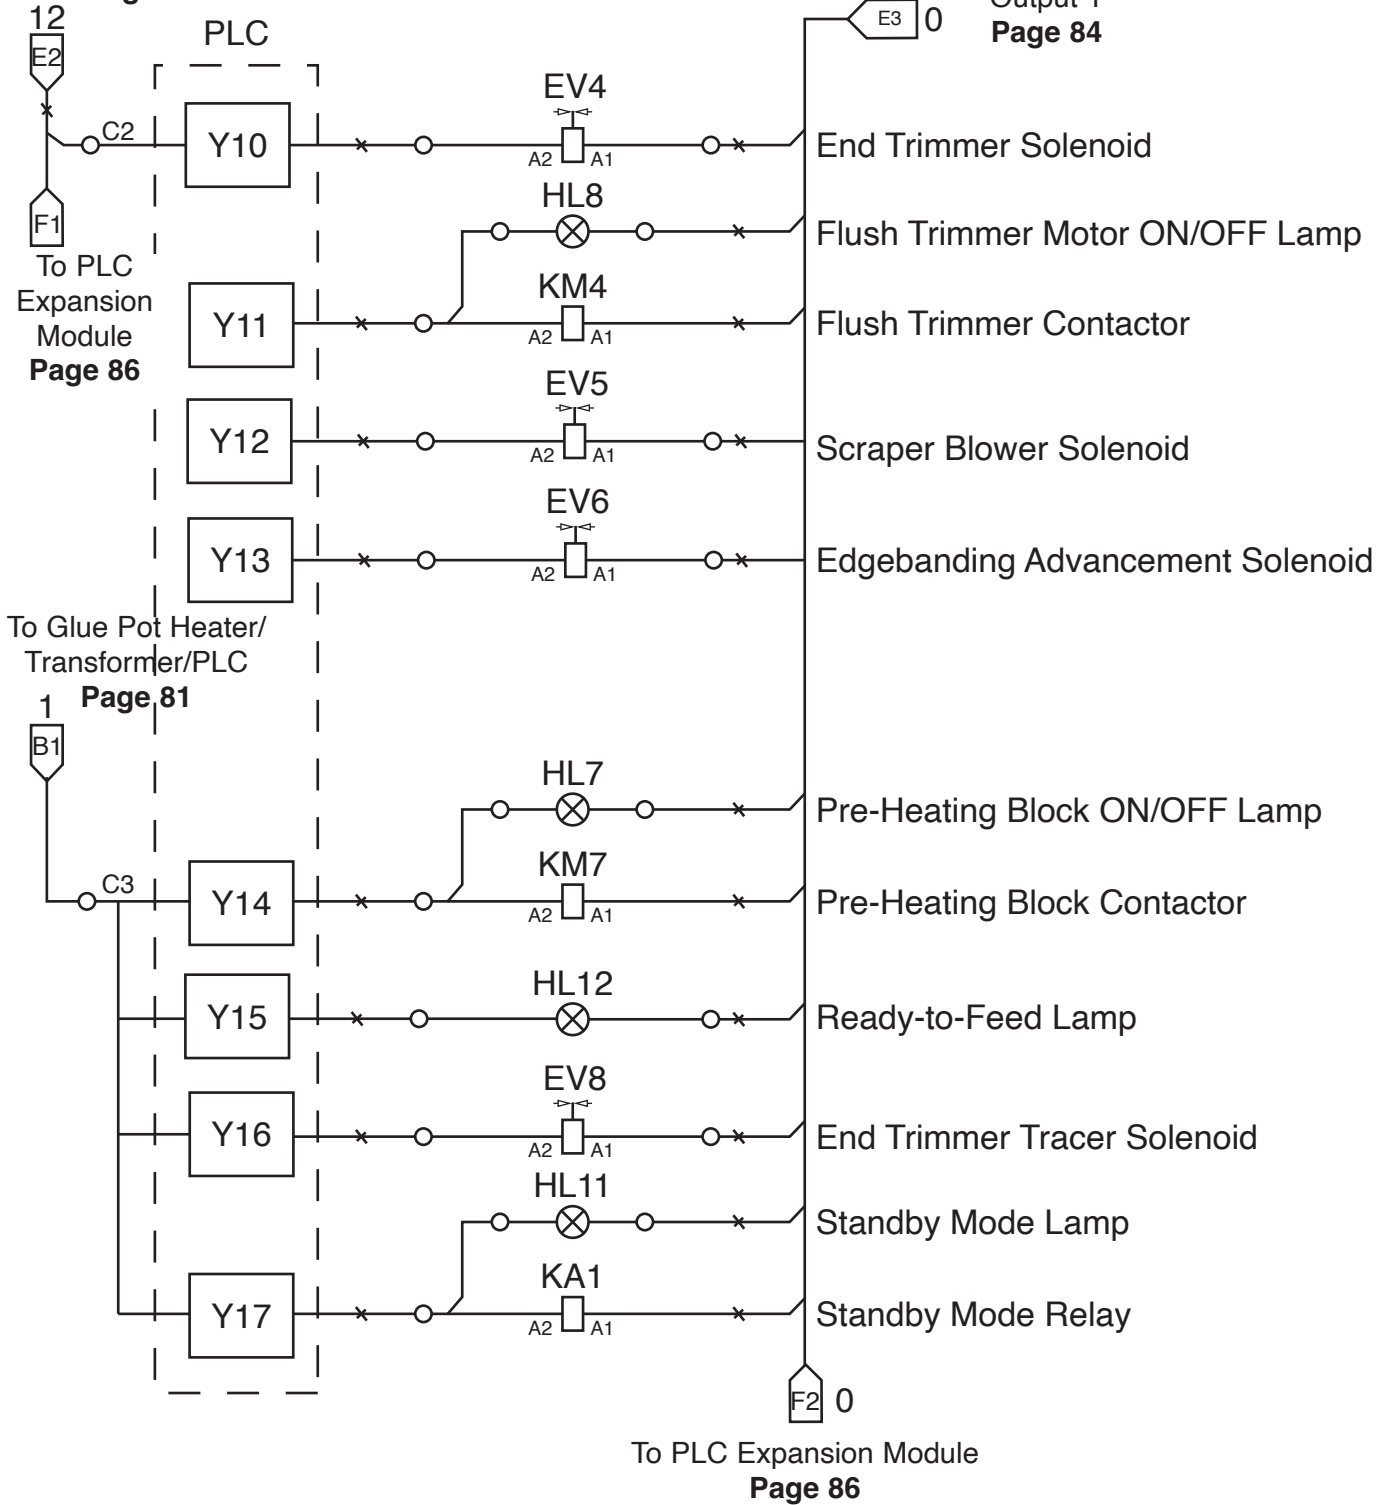 12
E2
PLC
E3
0
Page 84
C2
Y10
EV4
A2
A1
End Trimmer Solenoid
F1
To PLC
Expansion
Module
Page 86
HL8
Flush Trimmer Motor ON/OFF Lamp
Y11
KM4
A2
A1
Flush Trimmer Contactor
Y12
EV5
A2
A1
Scraper Blower Solenoid
Y13
EV6
A2
A1
Edgebanding Advancement Solenoid
To Glue Pot Heater/
Transformer/PLC
Page 81
1
B1
HL7
Pre-Heating Block ON/OFF Lamp
C3
Y14
KM7
A2
A1
Pre-Heating Block Contactor
Y15
HL12
Ready-to-Feed Lamp
Y16
EV8
A2
A1
End Trimmer Tracer Solenoid
HL11
Standby Mode Lamp
Y17
KA1
A2
A1
Standby Mode Relay
F2
0
To PLC Expansion Module
Page 86